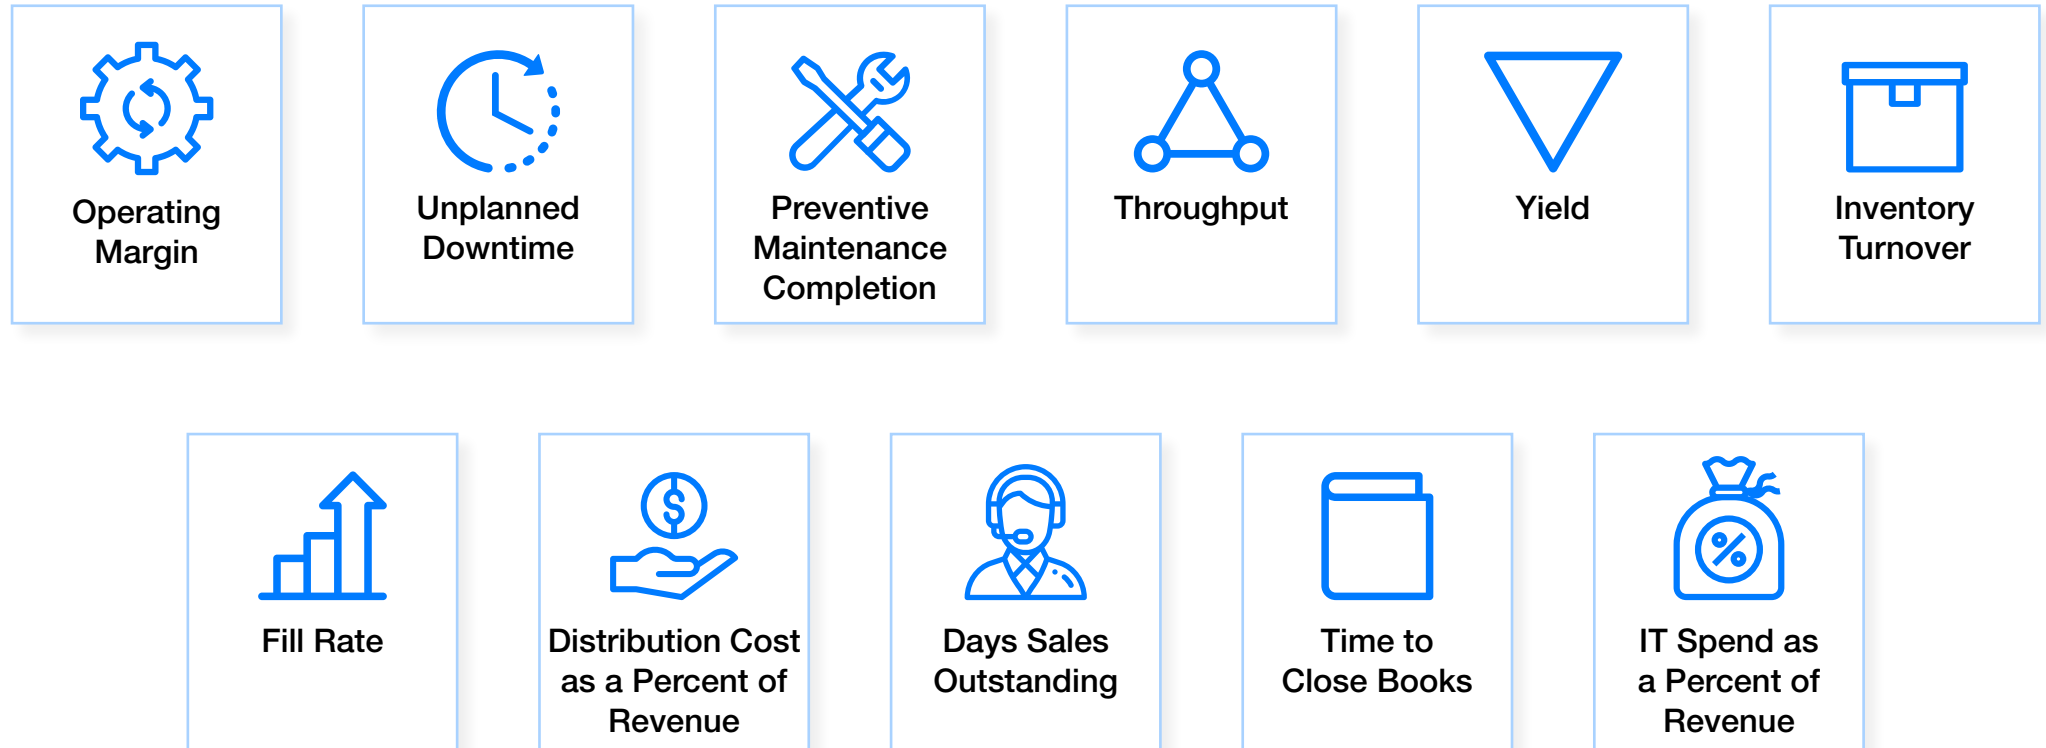 Operating
Margin
Unplanned
Downtime
Preventive
Maintenance
Completion
Throughput
Yield
Inventory
Turnover
Fill Rate
Distribution Cost
as a Percent of
Revenue
Days Sales
Outstanding
Time to
Close Books
IT Spend as
a Percent of
Revenue